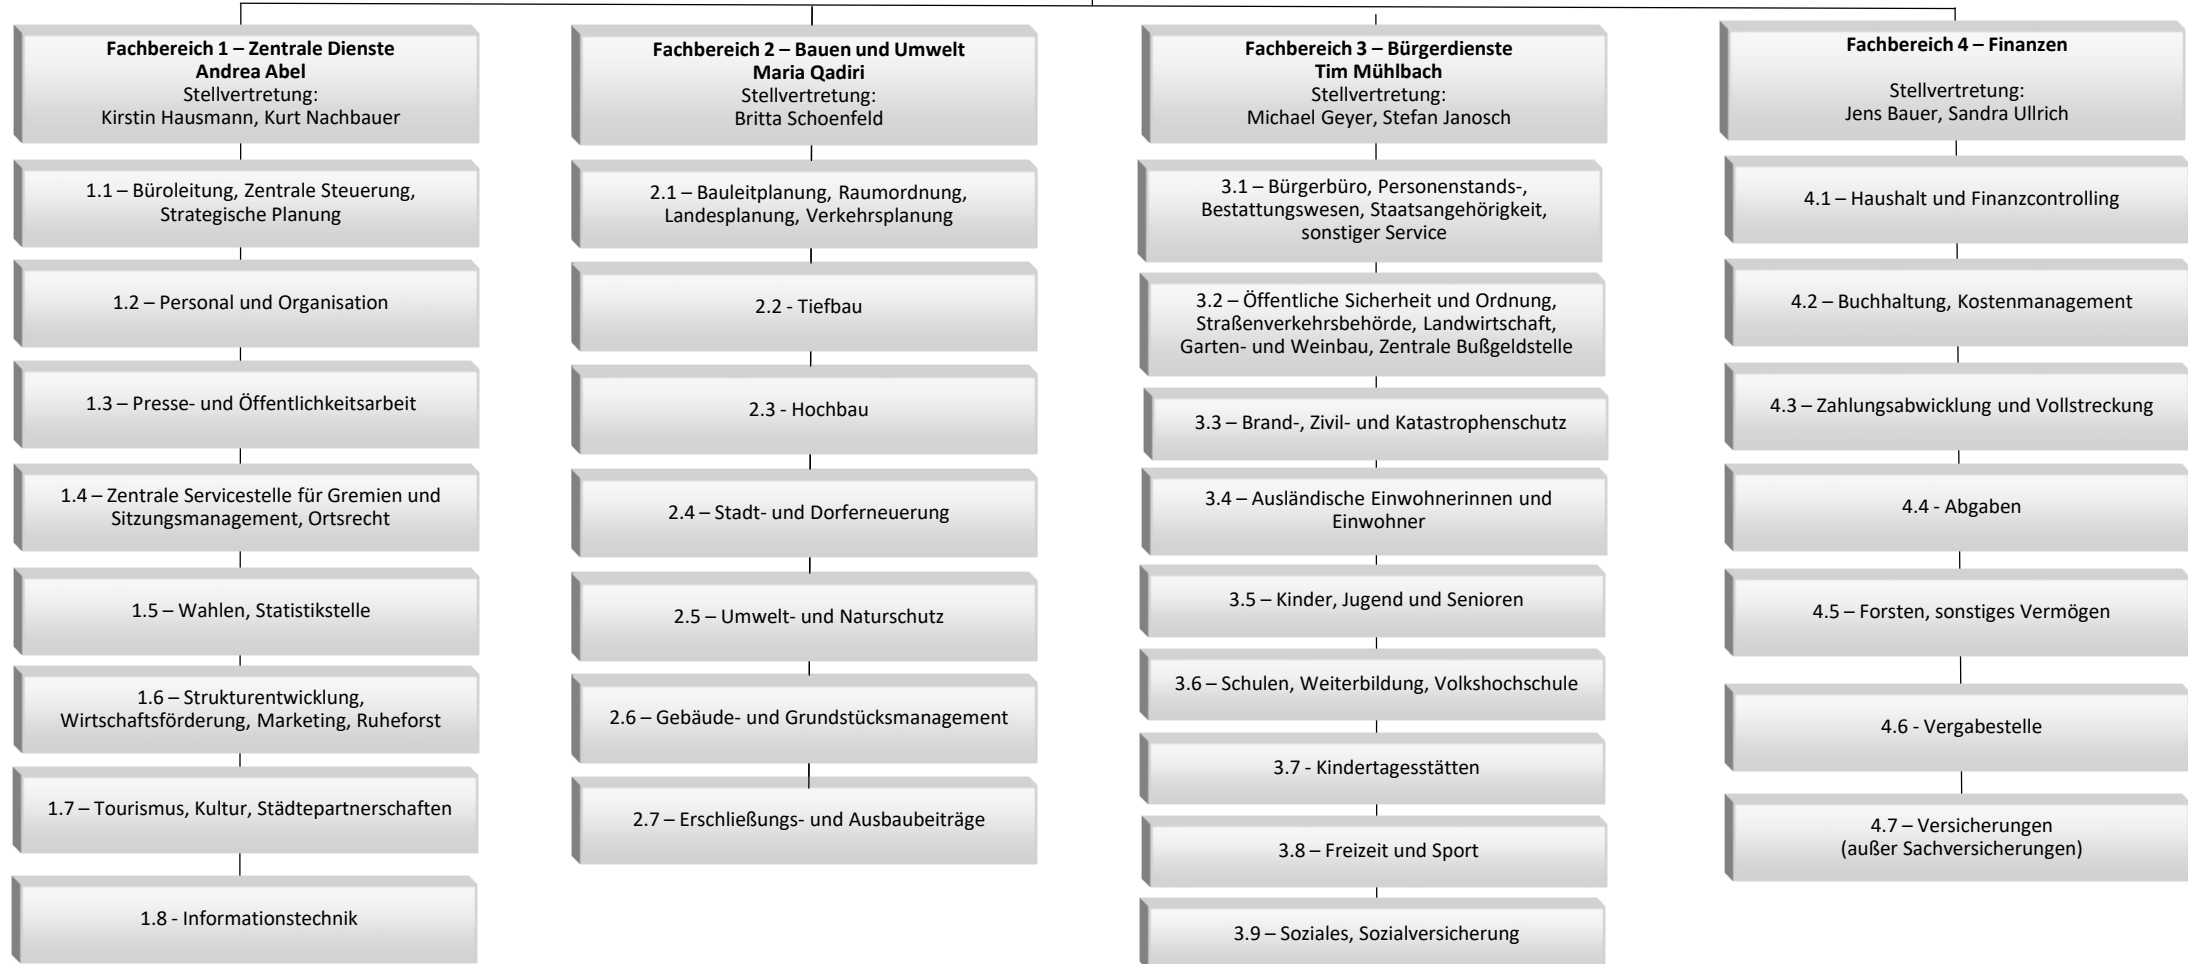 Fachbereich 1 – Zentrale Dienste
Andrea Abel
Stellvertretung:
Kirstin Hausmann, Kurt Nachbauer
1.1 – Büroleitung, Zentrale Steuerung,
Strategische Planung
1.2 – Personal und Organisation
1.3 – Presse- und Öffentlichkeitsarbeit
1.4 – Zentrale Servicestelle für Gremien und
Sitzungsmanagement, Ortsrecht
1.5 – Wahlen, Statistikstelle
1.6 – Strukturentwicklung,
Wirtschaftsförderung, Marketing, Ruheforst
1.7 – Tourismus, Kultur, Städtepartnerschaften
1.8 - Informationstechnik
Fachbereich 2 – Bauen und Umwelt
Maria Qadiri
Stellvertretung:
Britta Schoenfeld
2.1 – Bauleitplanung, Raumordnung,
Landesplanung, Verkehrsplanung
2.2 - Tiefbau
2.3 - Hochbau
2.4 – Stadt- und Dorferneuerung
2.5 – Umwelt- und Naturschutz
2.6 – Gebäude- und Grundstücksmanagement
2.7 – Erschließungs- und Ausbaubeiträge
Fachbereich 3 – Bürgerdienste
Tim Mühlbach
Stellvertretung:
Michael Geyer, Stefan Janosch
3.1 – Bürgerbüro, Personenstands-,
Bestattungswesen, Staatsangehörigkeit,
sonstiger Service
3.2 – Öffentliche Sicherheit und Ordnung,
Straßenverkehrsbehörde, Landwirtschaft,
Garten- und Weinbau, Zentrale Bußgeldstelle
3.3 – Brand-, Zivil- und Katastrophenschutz
3.4 – Ausländische Einwohnerinnen und
Einwohner
3.5 – Kinder, Jugend und Senioren
3.6 – Schulen, Weiterbildung, Volkshochschule
3.7 - Kindertagesstätten
3.8 – Freizeit und Sport
3.9 – Soziales, Sozialversicherung
Fachbereich 4 – Finanzen
Stellvertretung:
Jens Bauer, Sandra Ullrich
4.1 – Haushalt und Finanzcontrolling
4.2 – Buchhaltung, Kostenmanagement
4.3 – Zahlungsabwicklung und Vollstreckung
4.4 - Abgaben
4.5 – Forsten, sonstiges Vermögen
4.6 - Vergabestelle
4.7 – Versicherungen
(außer Sachversicherungen)